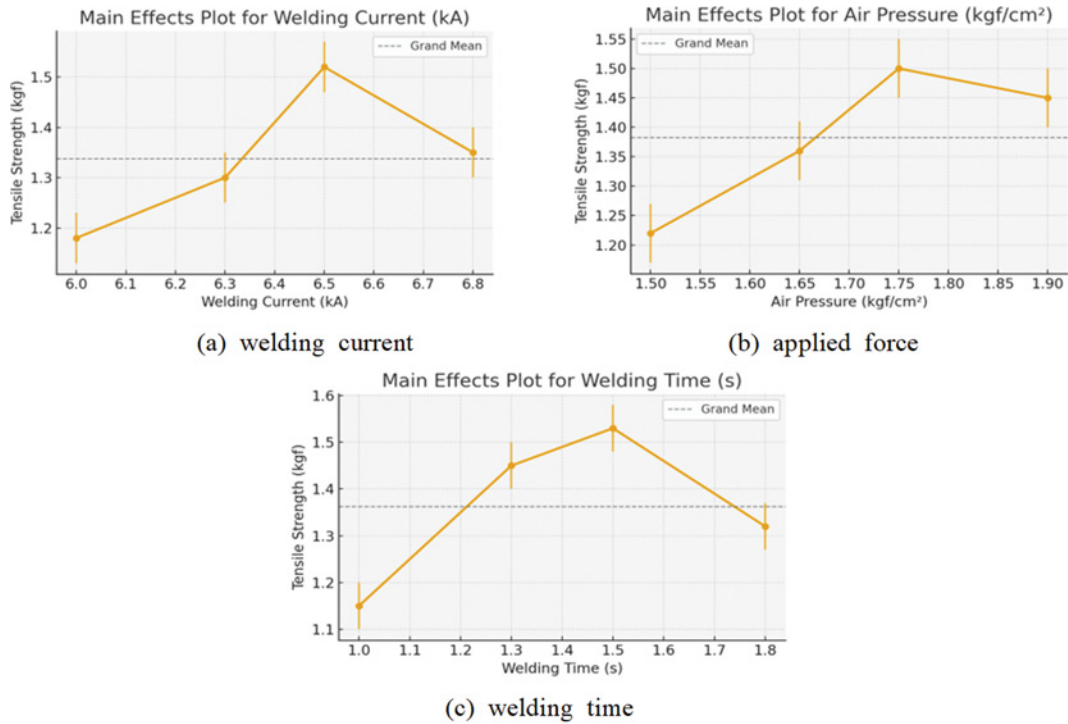 Main Effects Plot for Welding Current (kA)
Grand Mean
Tensile Strength (kgf)
1.5
1.4
1.3
1.2
6.0 6.1 6.2 6.3 6.4 6.5 6.6 6.7 6.8
Welding Current (kA)
(a) welding current
Main Effects Plot for Air Pressure (kgf/cm²)
Grand Mean
Tensile Strength (kgf)
1.55
1.50
1.45
1.40
1.35
1.30
1.25
1.20
1.50 1.55 1.60 1.65 1.70 1.75 1.80 1.85 1.90
Air Pressure (kgf/cm²)
(b) applied force
Main Effects Plot for Welding Time (s)
Grand Mean
Tensile Strength (kgf)
1.6
1.5
1.4
1.3
1.2
1.1
1.0 1.1 1.2 1.3 1.4 1.5 1.6 1.7 1.8
Welding Time (s)
(c) welding time